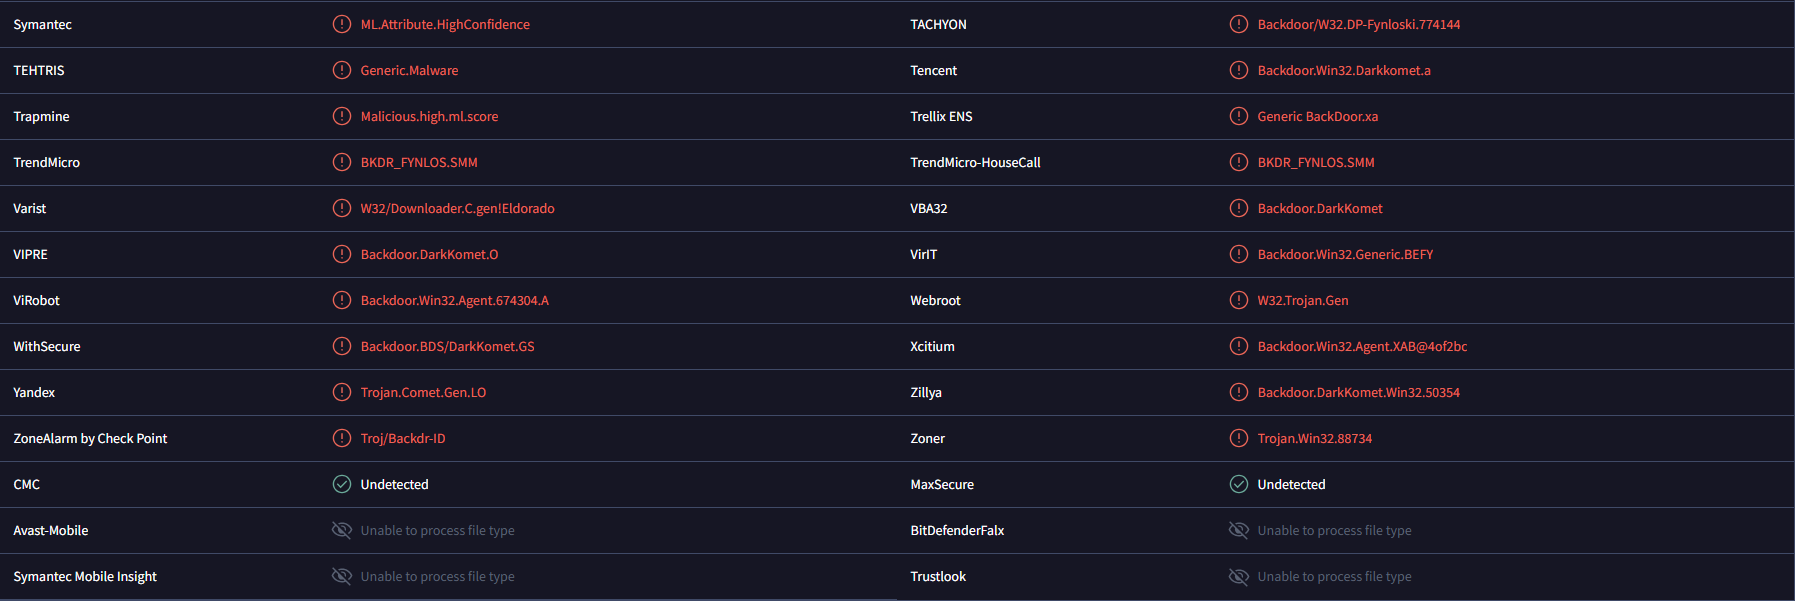 Symantec ML.Attribute.HighConfidence TACHYON Backdoor/W32.DP-Fynloski.774144
TEHTRIS Generic.Malware Tencent Backdoor.Win32.Darkkomet.a
Trapmine Malicious.high.ml.score Trellix ENS Generic BackDoor.xa
TrendMicro BKDR_FYNLOS.SMM TrendMicro-HouseCall BKDR_FYNLOS.SMM
Varist W32/Downloader.C.gen!Eldorado VBA32 Backdoor.DarkKomet
VIPRE Backdoor.DarkKomet.O VirIT Backdoor.Win32.Generic.BEFY
ViRobot Backdoor.Win32.Agent.674304.A Webroot W32.Trojan.Gen
WithSecure Backdoor.BDS/DarkKomet.GS Xcitium Backdoor.Win32.Agent.XAB@4of2bc
Yandex Trojan.Comet.Gen.LO Zillya Backdoor.DarkKomet.Win32.50354
ZoneAlarm by Check Point Troj/Backdr-ID Zoner Trojan.Win32.88734
CMC Undetected MaxSecure Undetected
Avast-Mobile Unable to process file type BitDefenderFalx Unable to process file type
Symantec Mobile Insight Unable to process file type Trustlook Unable to process file type